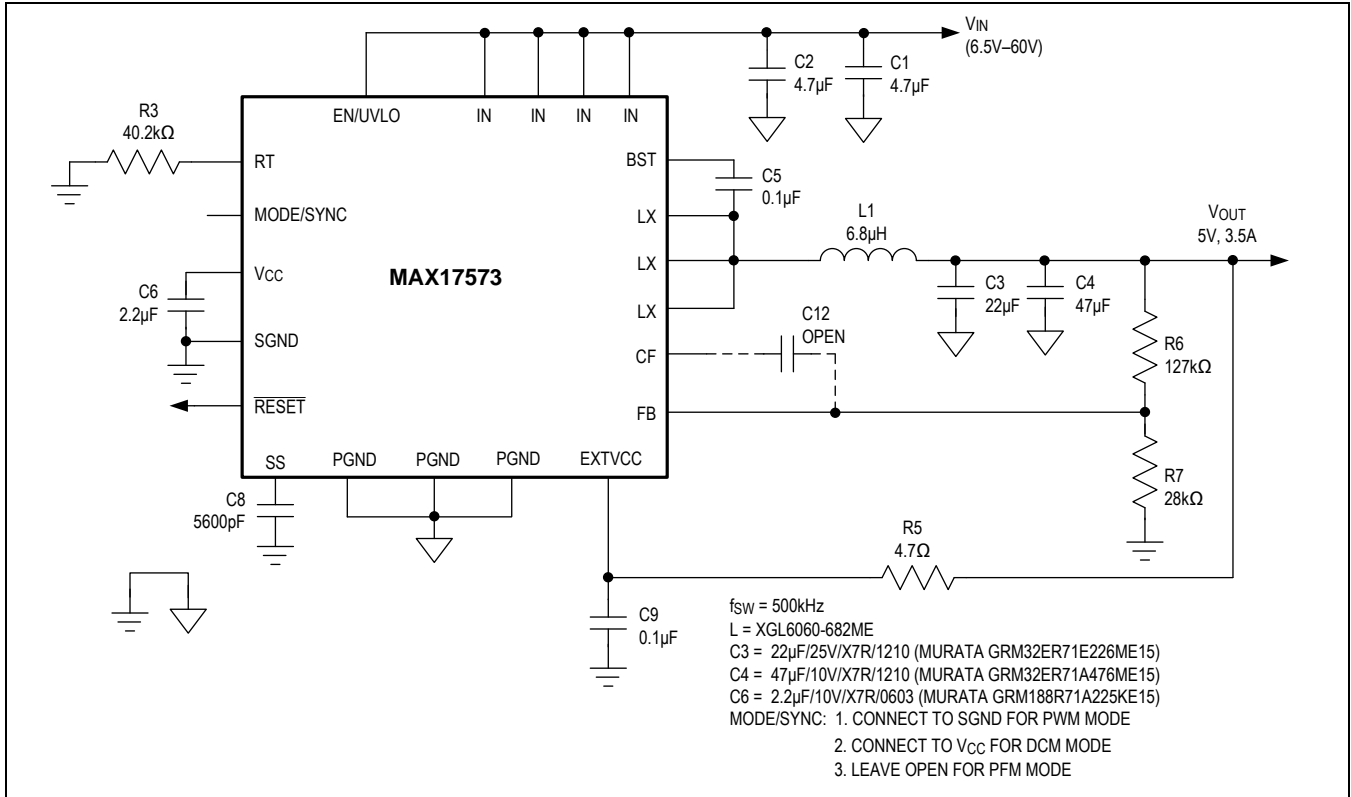 VIN
(6.5V–60V)
C2
4.7µF
C1
4.7µF
R3
40.2kΩ
EN/UVLO
IN
IN
IN
IN
RT
BST
C5
0.1µF
MODE/SYNC
LX
L1
6.8µH
VOUT
5V, 3.5A
LX
VCC
MAX17573
C6
2.2µF
C3
22µF
C4
47µF
LX
C12
OPEN
SGND
CF
R6
127kΩ
RESET
FB
SS
PGND
PGND
PGND
EXTVCC
R7
28kΩ
C8
5600pF
R5
4.7Ω
C9
0.1µF
fSW = 500kHz
L = XGL6060-682ME
C3 = 22µF/25V/X7R/1210 (MURATA GRM32ER71E226ME15)
C4 = 47µF/10V/X7R/1210 (MURATA GRM32ER71A476ME15)
C6 = 2.2µF/10V/X7R/0603 (MURATA GRM188R71A225KE15)
MODE/SYNC: 1. CONNECT TO SGND FOR PWM MODE
2. CONNECT TO VCC FOR DCM MODE
3. LEAVE OPEN FOR PFM MODE